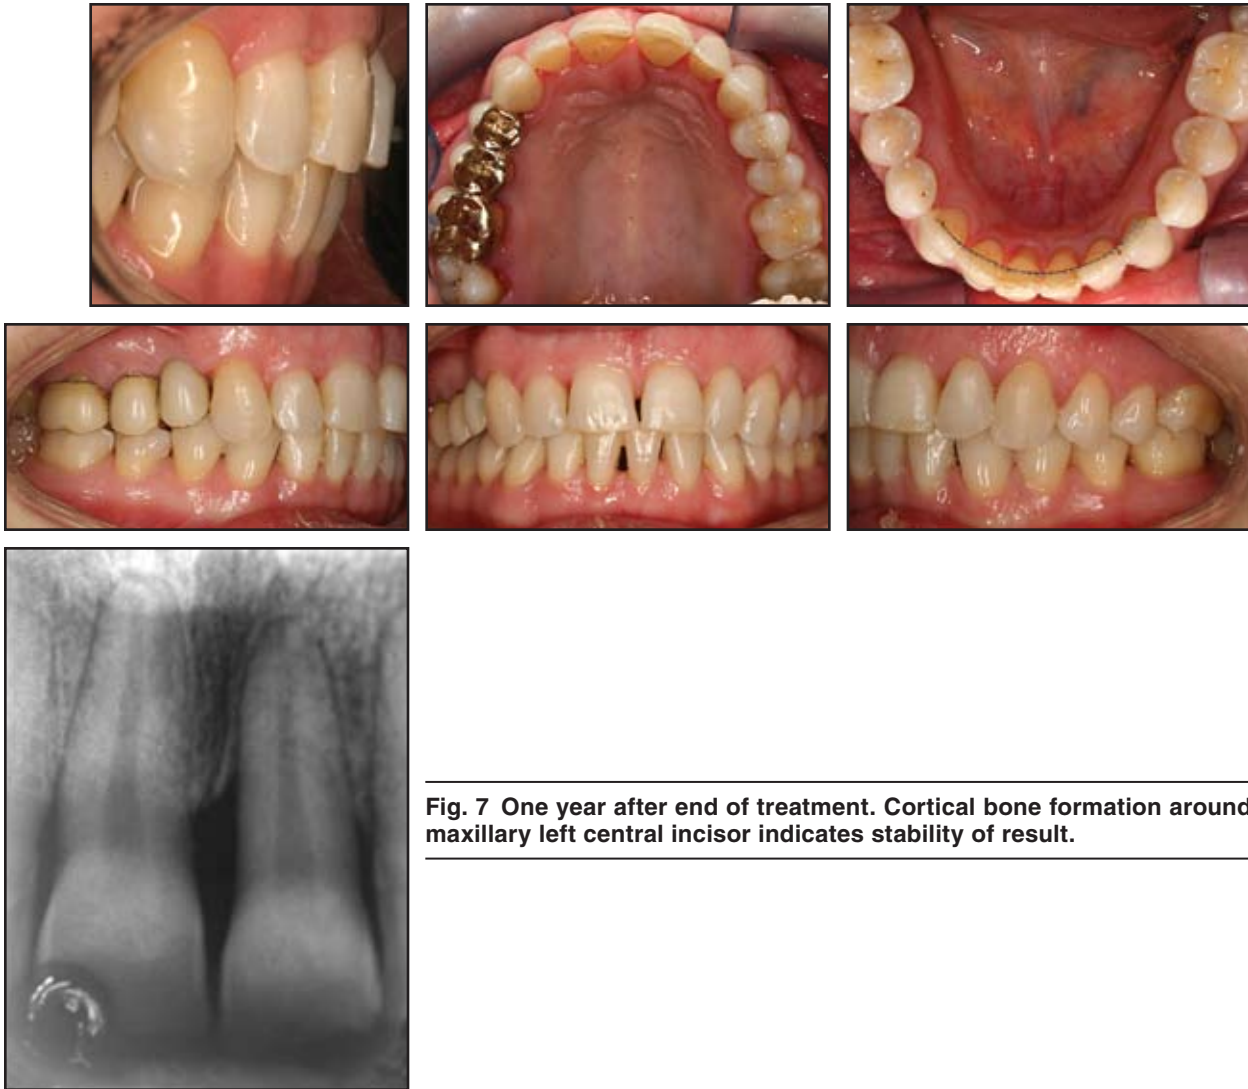 Fig. 7 One year after end of treatment. Cortical bone formation around
maxillary left central incisor indicates stability of result.